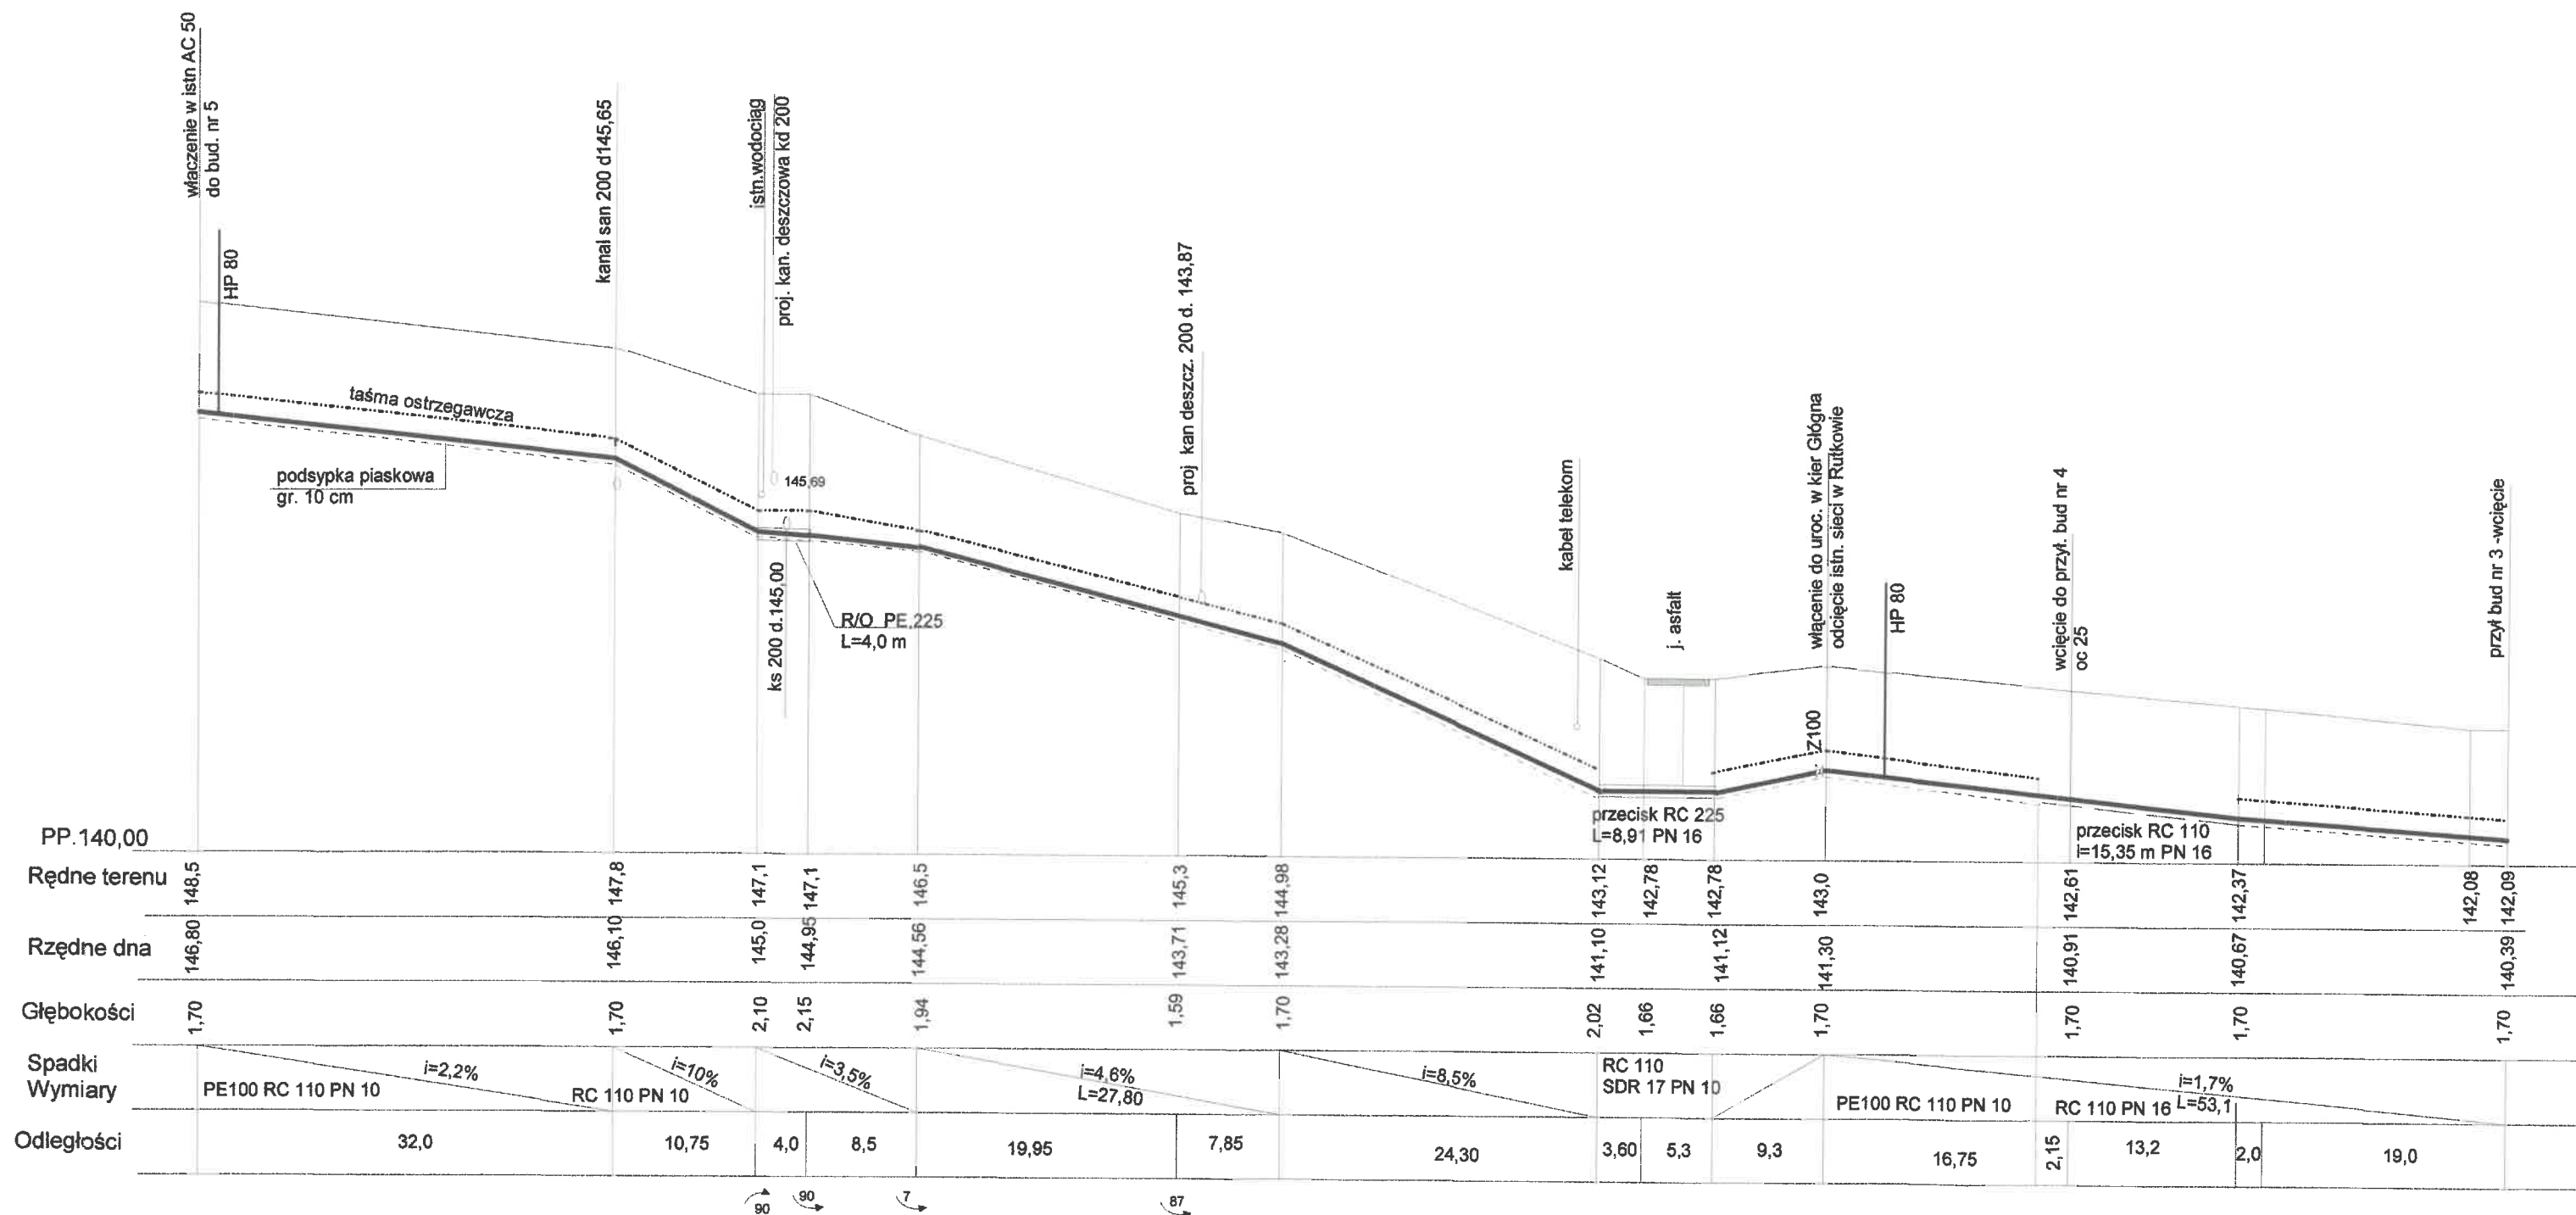 włączenie w istn AC 50
do bud. nr 5
HP 80
kanal san 200 d145,65
istn.wodociąg
proj. kan. deszczowa kd 200
145,69
taśma ostrzegawcza
podsypka piaskowa
gr. 10 cm
ks 200 d.145,00
R/O PE.225
L=4,0 m
proj kan deszcz. 200 d. 143,87
kabel telekom
j. asfalt
włącenie do uroc. w kier Głógna
odcięcie istn. sieci w Rutkowie
Z100
HP 80
wcięcie do przył. bud nr 4
oc 25
przył bud nr 3 -wcięcie
przecisk RC 225
L=8,91 PN 16
przecisk RC 110
l=15,35 m PN 16
PP.140,00
Rędne terenu 148,5 147,8 147,1 147,1 146,5 145,3 144,98 143,12 142,78 142,78 143,0 142,61 142,37 142,08 142,09
Rzędne dna 146,80 146,10 145,0 144,95 144,56 143,71 143,28 141,10 141,12 141,30 140,91 140,67 140,39
Głębokości 1,70 1,70 2,10 2,15 1,94 1,59 1,70 2,02 1,66 1,66 1,70 1,70 1,70 1,70
Spadki
Wymiary
i=2,2%
PE100 RC 110 PN 10
i=10%
RC 110 PN 10
i=3,5%
i=4,6%
L=27,80
i=8,5%
RC 110
SDR 17 PN 10
PE100 RC 110 PN 10
RC 110 PN 16
i=1,7%
L=53,1
Odległości 32,0 10,75 4,0 8,5 19,95 7,85 24,30 3,60 5,3 9,3 16,75 2,15 13,2 2,0 19,0
90 90 7 87